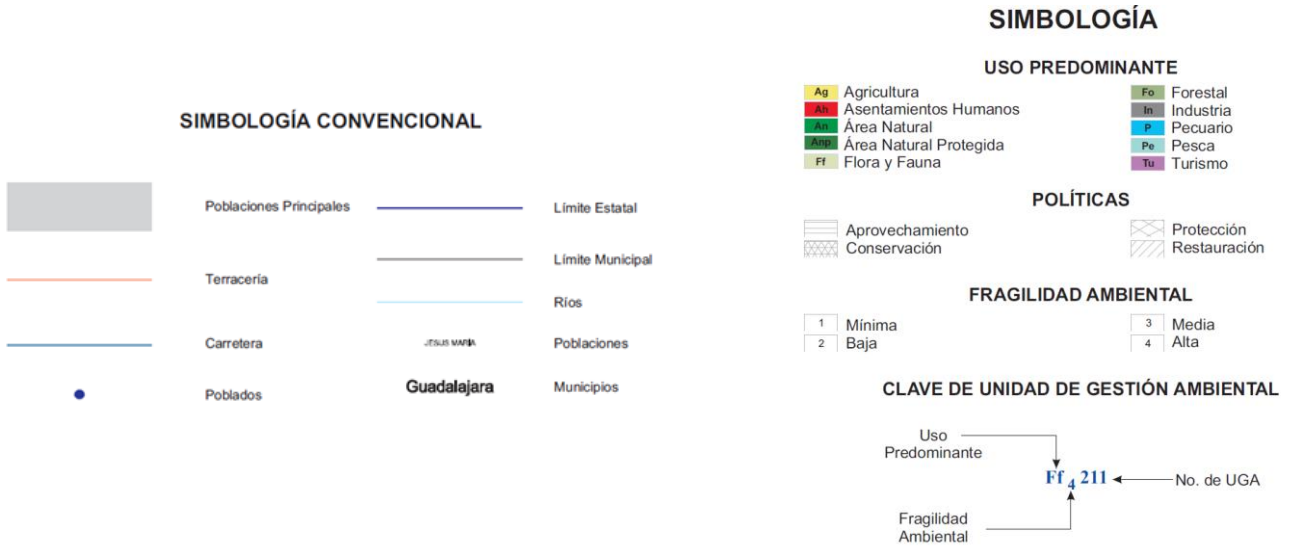 SIMBOLOGÍA CONVENCIONAL
Poblaciones Principales
Límite Estatal
Límite Municipal
Terracería
Ríos
Carretera
JESUS MARÍA
Poblaciones
Poblados
Guadalajara
Municipios
SIMBOLOGÍA
USO PREDOMINANTE
Ag Agricultura
Ah Asentamientos Humanos
An Área Natural
Anp Área Natural Protegida
Ff Flora y Fauna
Fo Forestal
In Industria
P Pecuario
Pe Pesca
Tu Turismo
POLÍTICAS
Aprovechamiento
Conservación
Protección
Restauración
FRAGILIDAD AMBIENTAL
1 Mínima
2 Baja
3 Media
4 Alta
CLAVE DE UNIDAD DE GESTIÓN AMBIENTAL
Uso
Predominante
Ff 4 211
No. de UGA
Fragilidad
Ambiental